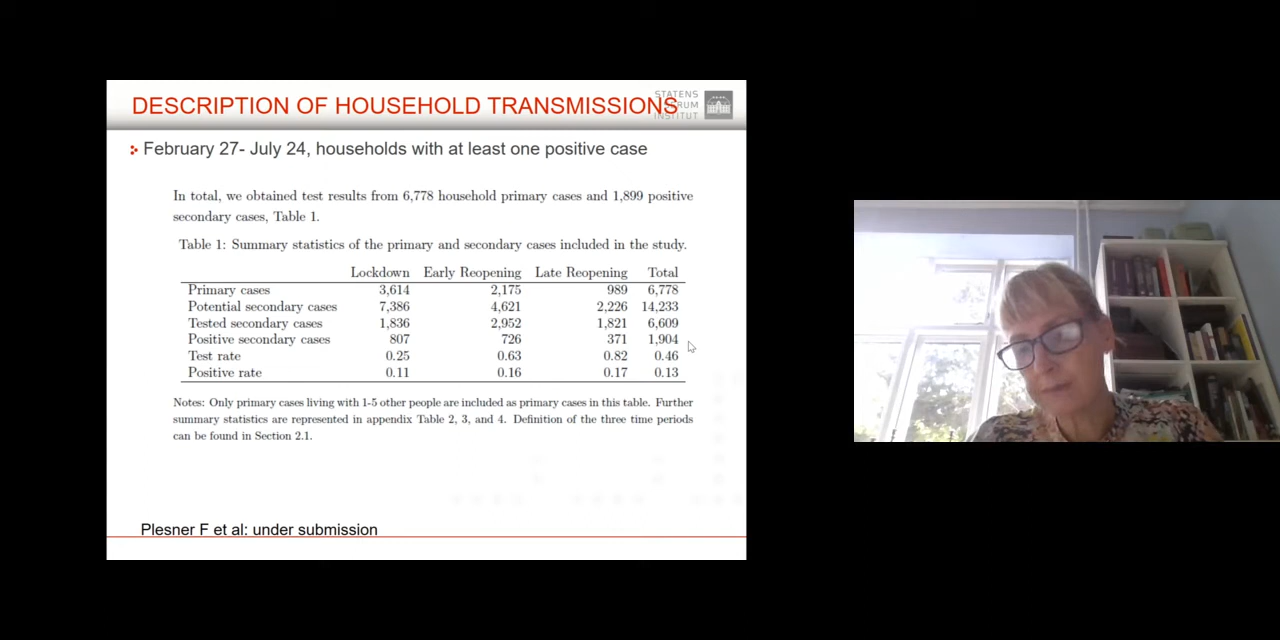 DESCRIPTION OF HOUSEHOLD TRANSMISSIONS
STATENS
SERUM
INSTITUT
February 27- July 24, households with at least one positive case
In total, we obtained test results from 6,778 household primary cases and 1,899 positive
secondary cases, Table 1.
Table 1: Summary statistics of the primary and secondary cases included in the study.
Lockdown Early Reopening Late Reopening Total
Primary cases 3,614 2,175 989 6,778
Potential secondary cases 7,386 4,621 2,226 14,233
Tested secondary cases 1,836 2,952 1,821 6,609
Positive secondary cases 807 726 371 1,904
Test rate 0.25 0.63 0.82 0.46
Positive rate 0.11 0.16 0.17 0.13
Notes: Only primary cases living with 1-5 other people are included as primary cases in this table. Further
summary statistics are represented in appendix Table 2, 3, and 4. Definition of the three time periods
can be found in Section 2.1.
Plesner F et al: under submission